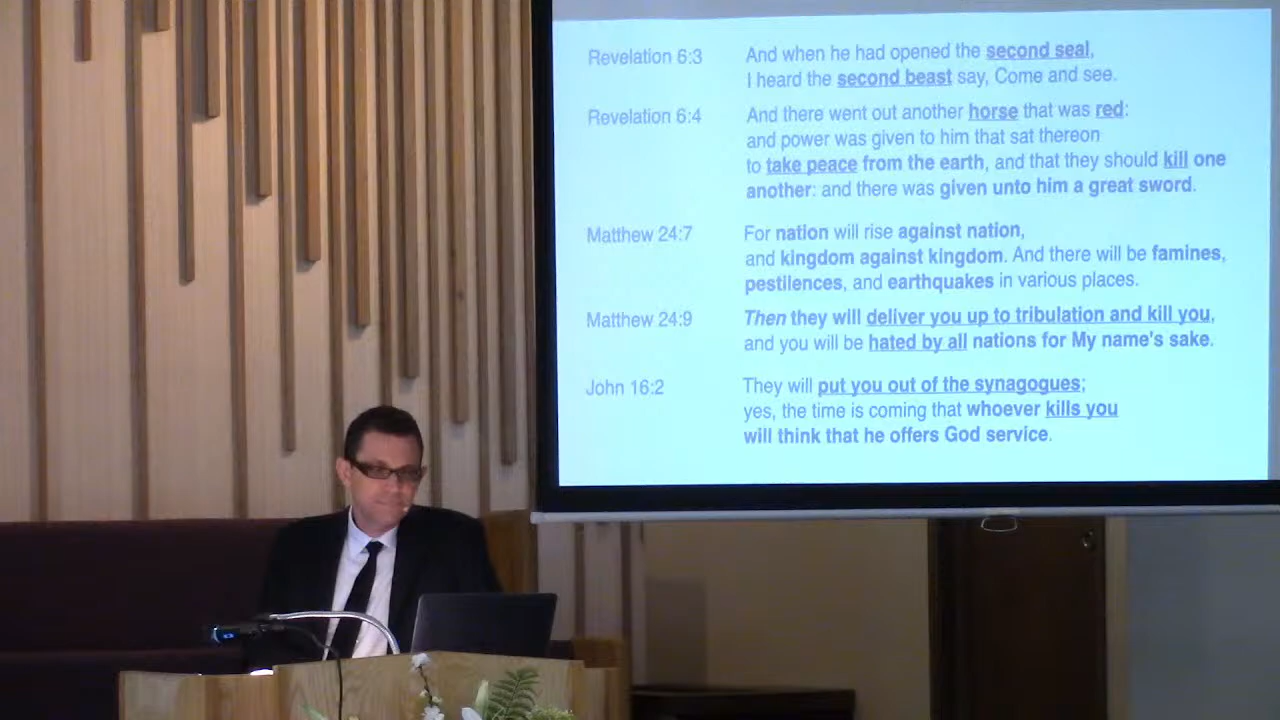 Revelation 6:3 And when he had opened the second seal,
I heard the second beast say, Come and see.
Revelation 6:4 And there went out another horse that was red:
and power was given to him that sat thereon
to take peace from the earth, and that they should kill one
another: and there was given unto him a great sword.
Matthew 24:7 For nation will rise against nation,
and kingdom against kingdom. And there will be famines,
pestilences, and earthquakes in various places.
Matthew 24:9 Then they will deliver you up to tribulation and kill you,
and you will be hated by all nations for My name's sake.
John 16:2 They will put you out of the synagogues;
yes, the time is coming that whoever kills you
will think that he offers God service.